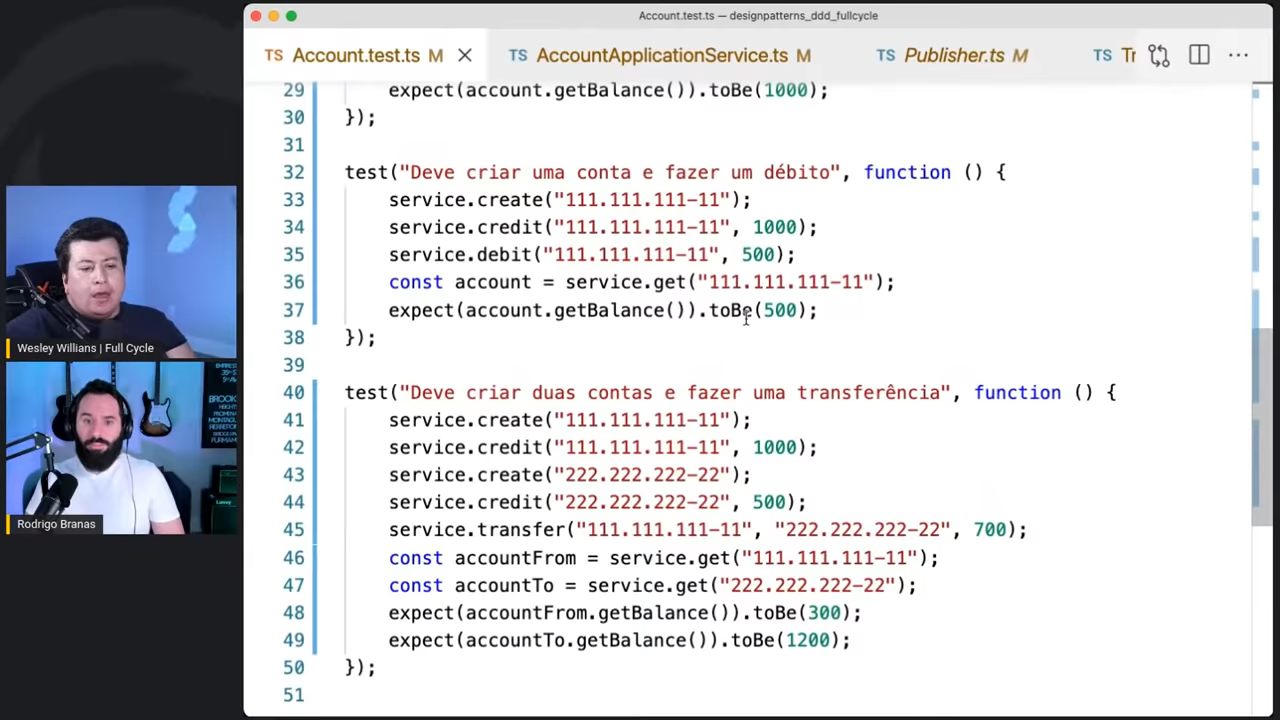 Account.test.ts — designpatterns_ddd_fullcycle
TS Account.test.ts M
TS AccountApplicationService.ts M
TS Publisher.ts M
TS Tr
29 expect(account.getBalance()).toBe(1000);
30 });
31
32 test("Deve criar uma conta e fazer um débito", function () {
33 service.create("111.111.111-11");
34 service.credit("111.111.111-11", 1000);
35 service.debit("111.111.111-11", 500);
36 const account = service.get("111.111.111-11");
37 expect(account.getBalance()).toBe(500);
38 });
39
40 test("Deve criar duas contas e fazer uma transferência", function () {
41 service.create("111.111.111-11");
42 service.credit("111.111.111-11", 1000);
43 service.create("222.222.222-22");
44 service.credit("222.222.222-22", 500);
45 service.transfer("111.111.111-11", "222.222.222-22", 700);
46 const accountFrom = service.get("111.111.111-11");
47 const accountTo = service.get("222.222.222-22");
48 expect(accountFrom.getBalance()).toBe(300);
49 expect(accountTo.getBalance()).toBe(1200);
50 });
51
Wesley Willians | Full Cycle
Rodrigo Branas